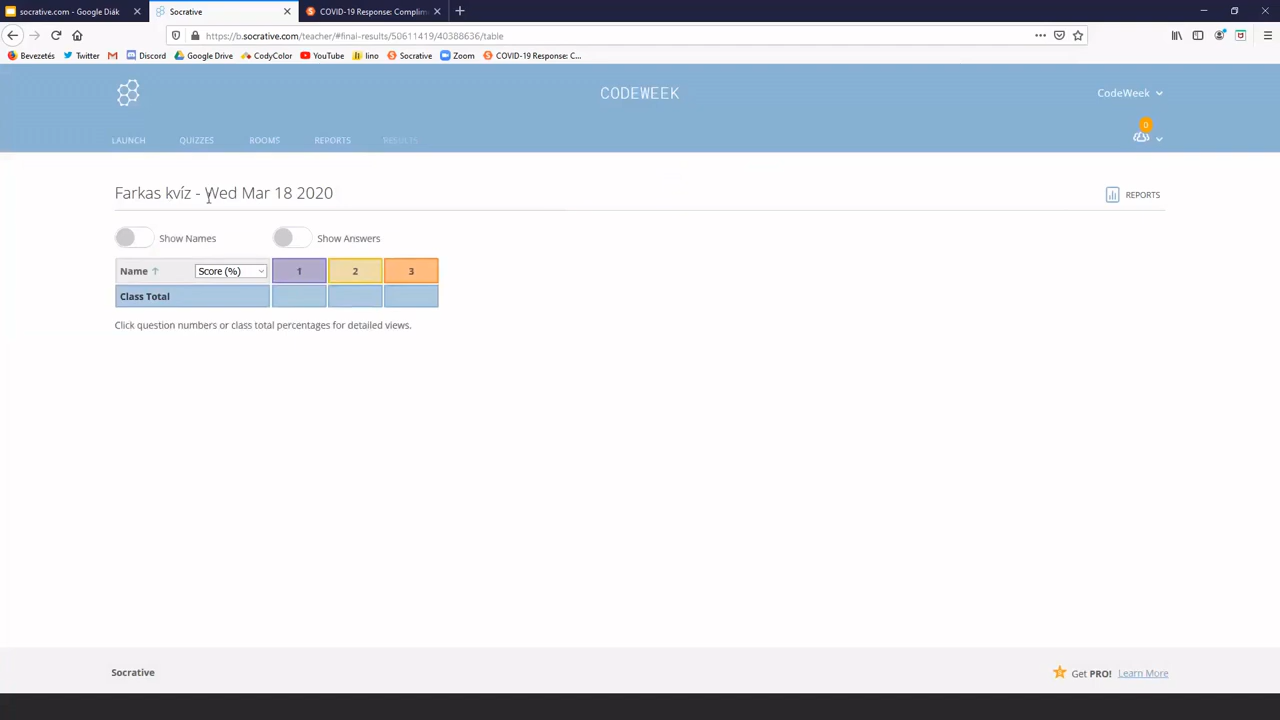 socrative.com - Google Diák
Socrative
COVID-19 Response: Complim
https://b.socrative.com/teacher/#final-results/50611419/40388636/table
Bevezetés Twitter Discord Google Drive CodyColor YouTube lino Socrative Zoom COVID-19 Response: C...
CODEWEEK
CodeWeek
0
LAUNCH QUIZZES ROOMS REPORTS RESULTS
Farkas kvíz - Wed Mar 18 2020
REPORTS
Show Names Show Answers
Name Score (%) 1 2 3
Class Total
Click question numbers or class total percentages for detailed views.
Socrative
Get PRO! Learn More